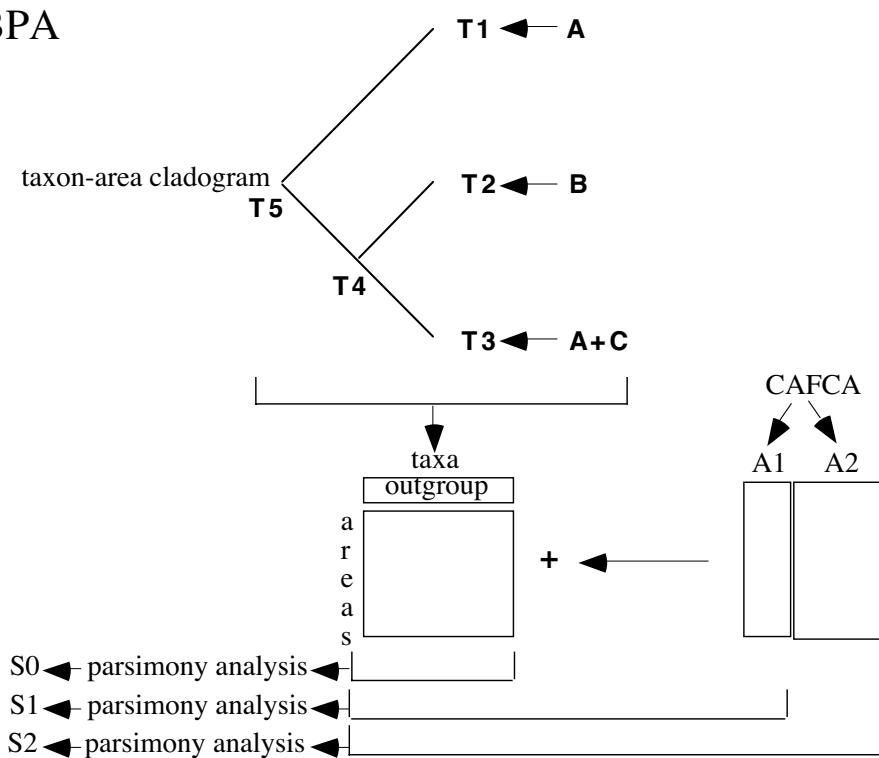 BPA
T1 A
taxon-area cladogram
T2 B
T5
T4
T3 A+C
CAFCA
taxa
A1 A2
outgroup
areas
+
S0 parsimony analysis
S1 parsimony analysis
S2 parsimony analysis